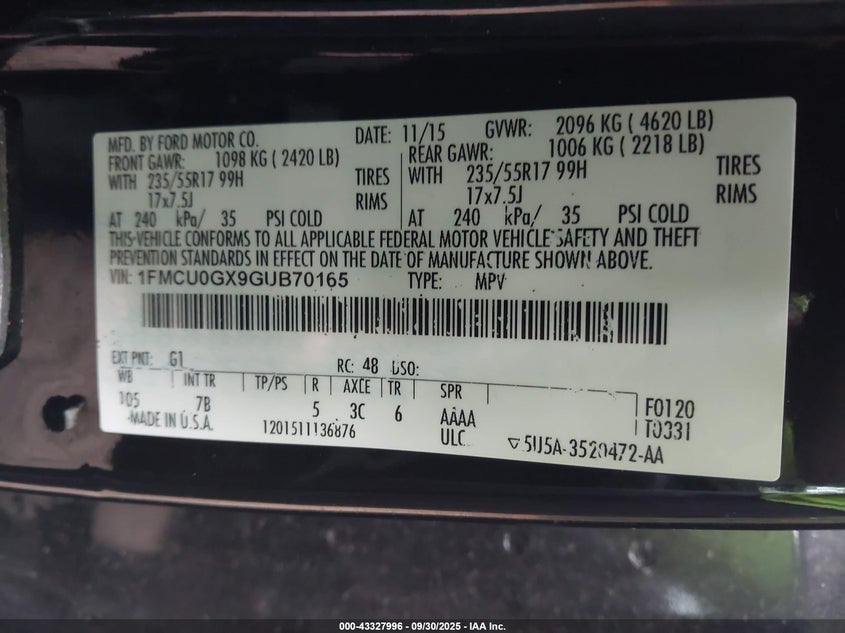 MFD. BY FORD MOTOR CO. DATE: 11/15 GVWR: 2096 KG ( 4620 LB)
FRONT GAWR: 1098 KG ( 2420 LB) REAR GAWR: 1006 KG ( 2218 LB)
WITH 235/55R17 99H TIRES WITH 235/55R17 99H TIRES
17x7.5J RIMS 17x7.5J RIMS
AT 240 kPa/ 35 PSI COLD AT 240 kPa/ 35 PSI COLD
THIS VEHICLE CONFORMS TO ALL APPLICABLE FEDERAL MOTOR VEHICLE SAFETY AND THEFT
PREVENTION STANDARDS IN EFFECT ON THE DATE OF MANUFACTURE SHOWN ABOVE.
VIN: 1FMCU0GX9GUB70165 TYPE: MPV
EXT PNT: G1 RC: 48 DSO:
WB INT TR TP/PS R AXLE TR SPR
105 7B 5 3C 6 AAAA F0120
MADE IN U.S.A. 1201511136876 ULC T0331
5U5A-3520472-AA
000-43327996 - 09/30/2025 - IAA Inc.